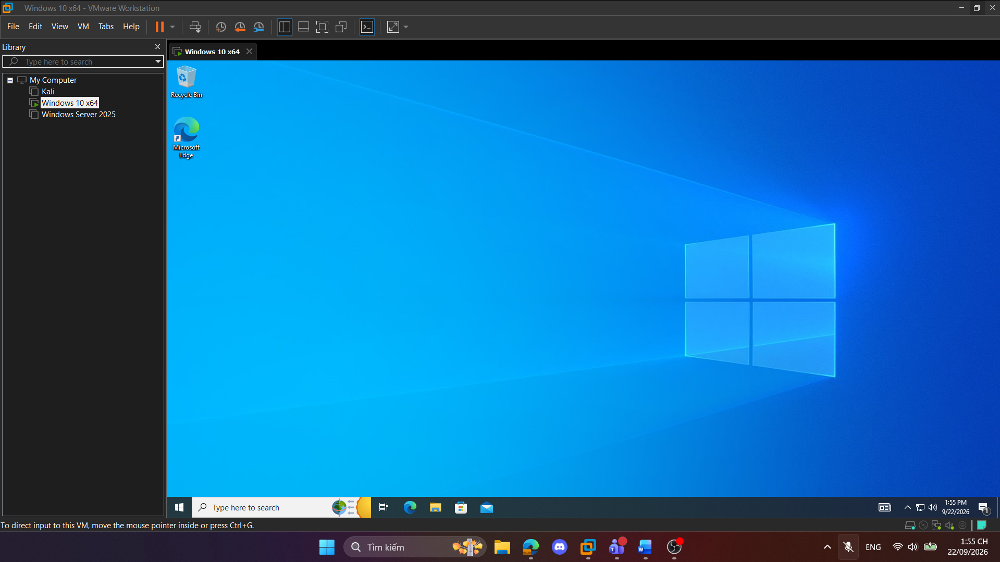 Windows 10 x64 - VMware Workstation
File Edit View VM Tabs Help
Library
Type here to search
My Computer
Kali
Windows 10 x64
Windows Server 2025
Windows 10 x64
Recycle Bin
Microsoft
Edge
Type here to search
1:55 PM
9/22/2026
1
To direct input to this VM, move the mouse pointer inside or press Ctrl+G.
Tìm kiếm
ENG
1:55 CH
22/09/2026